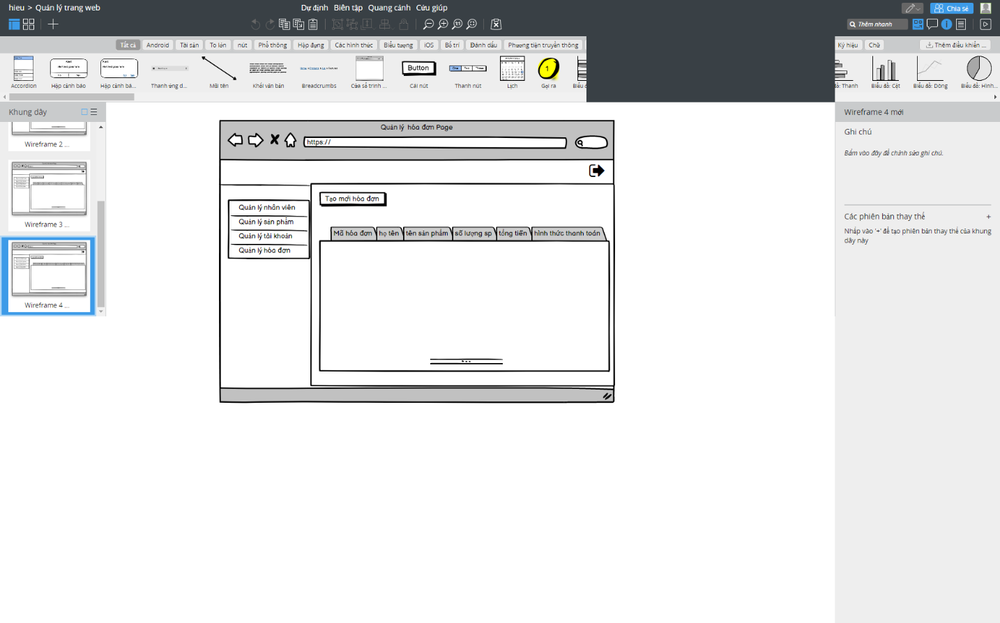 hieu > Quản lý trang web
Dự định Biên tập Quang cảnh Cứu giúp
Chia sẻ
Thêm nhanh
Tất cả Android Tài sản To lớn nút Phổ thông Hộp đựng Các hình thức Biểu tượng iOS Bố trí Đánh dấu Phương tiện truyền thông
Ký hiệu Chữ Thêm điều khiển ...
Button
One Two Three
1
Accordion Hộp cảnh báo Hộp cảnh bá... Thanh ứng d... Mũi tên Khối văn bản Breadcrumbs Cửa sổ trình ... Cái nút Thanh nút Lịch Gọi ra Biểu đ
ồ: Thanh Biểu đồ: Cột Biểu đồ: Dòng Biểu đồ: Hình...
Khung dây
Wireframe 2 ...
Wireframe 3 ...
Wireframe 4 ...
Quản lý hóa đơn Page
https://
Tạo mới hóa đơn
Quản lý nhân viên
Quản lý sản phẩm
Quản lý tài khoản
Quản lý hóa đơn
Mã hóa đơn họ tên tên sản phẩm số lượng sp tổng tiền hình thức thanh toán
Wireframe 4 mới
Ghi chú
Bấm vào đây để chỉnh sửa ghi chú.
Các phiên bản thay thế +
Nhấp vào '+' để tạo phiên bản thay thế của khung
dây này